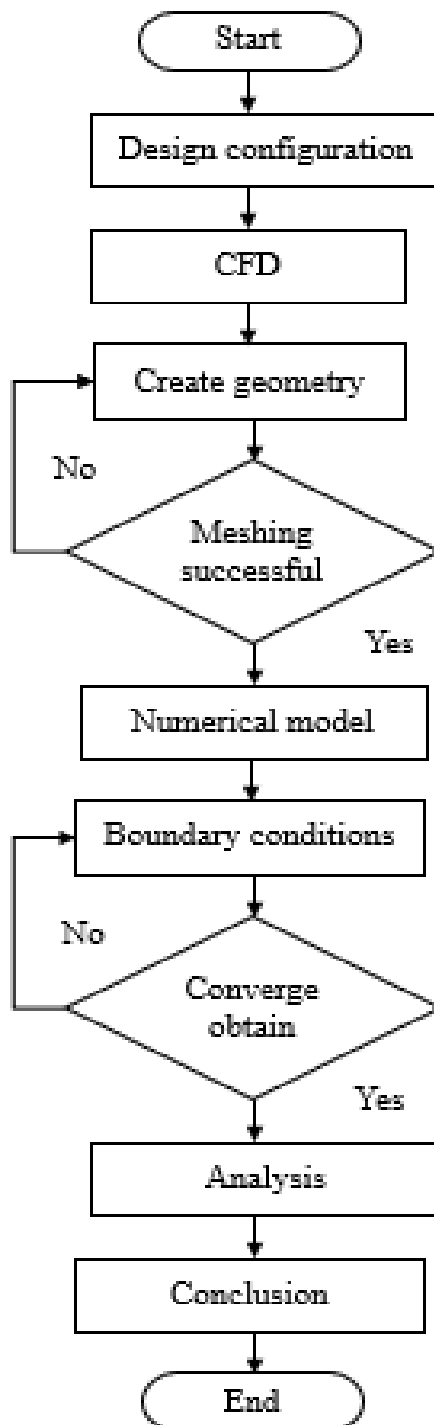 Start
Design configuration
CFD
Create geometry
No
Meshing
successful
Yes
Numerical model
Boundary conditions
No
Converge
obtain
Yes
Analysis
Conclusion
End